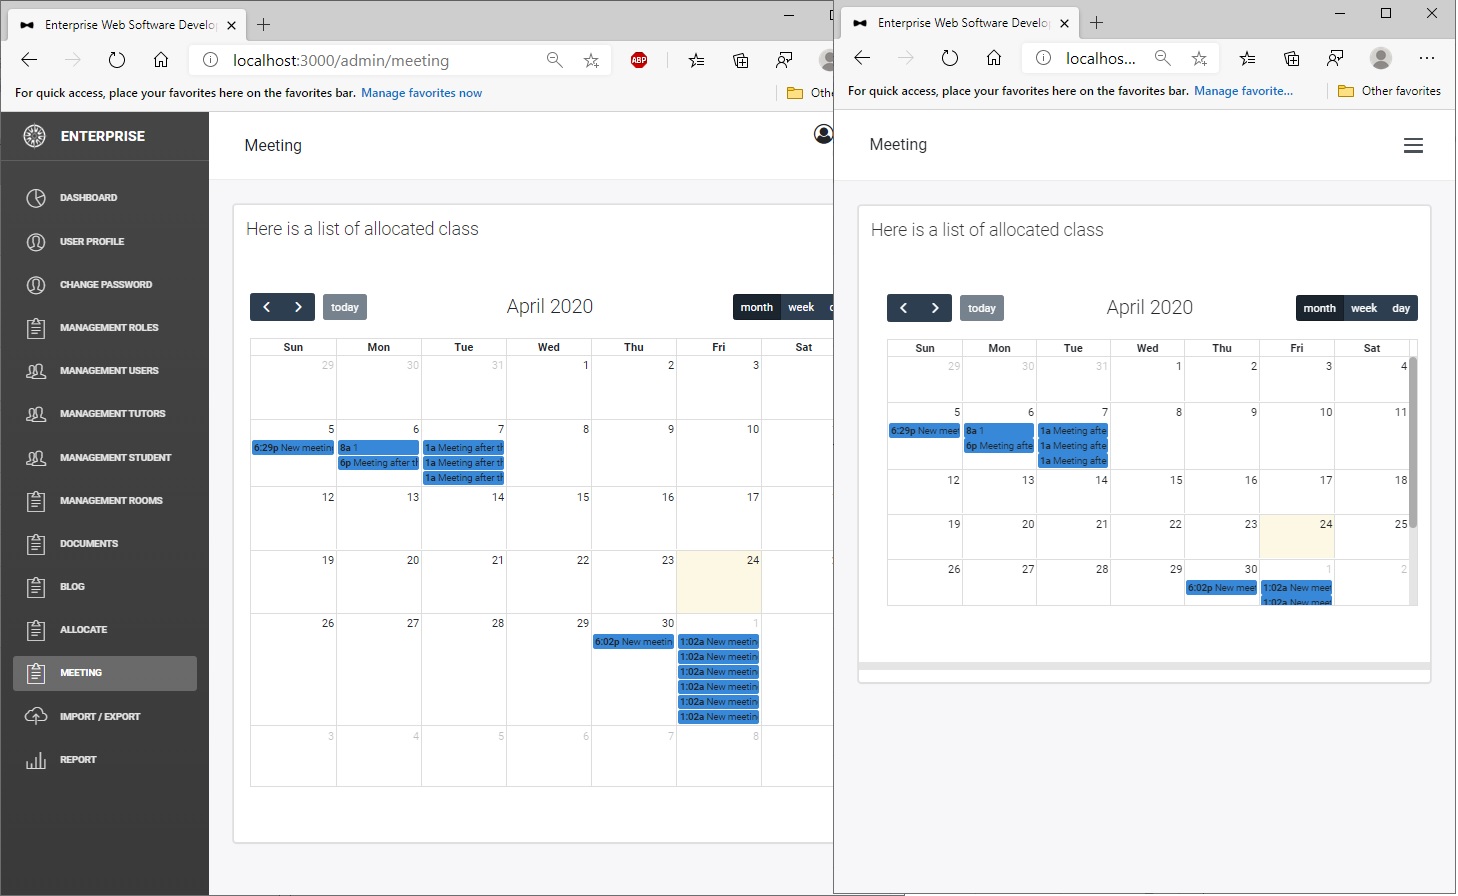 Enterprise Web Software Develo
localhost:3000/admin/meeting
ABP
For quick access, place your favorites here on the favorites bar. Manage favorites now
Othe
ENTERPRISE
Meeting
DASHBOARD
USER PROFILE
CHANGE PASSWORD
MANAGEMENT ROLES
MANAGEMENT USERS
MANAGEMENT TUTORS
MANAGEMENT STUDENT
MANAGEMENT ROOMS
DOCUMENTS
BLOG
ALLOCATE
MEETING
IMPORT / EXPORT
REPORT
Here is a list of allocated class
today
April 2020
month week d
Sun Mon Tue Wed Thu Fri Sat
29 30 31 1 2 3
5 6 7 8 9 10
6:29p New meetin 8a 1 1a Meeting after th
6p Meeting after th 1a Meeting after th
1a Meeting after th
12 13 14 15 16 17
19 20 21 22 23 24
26 27 28 29 30 1
6:02p New meetin 1:02a New meetin
1:02a New meetin
1:02a New meetin
1:02a New meetin
1:02a New meetin
1:02a New meetin
3 4 5 6 7 8
Enterprise Web Software Develo
localhos...
For quick access, place your favorites here on the favorites bar. Manage favorite...
Other favorites
Meeting
Here is a list of allocated class
today
April 2020
month week day
Sun Mon Tue Wed Thu Fri Sat
29 30 31 1 2 3 4
5 6 7 8 9 10 11
6:29p New meet 8a 1 1a Meeting afte
6p Meeting afte 1a Meeting afte
1a Meeting afte
12 13 14 15 16 17 18
19 20 21 22 23 24 25
26 27 28 29 30 1 2
6:02p New meet 1:02a New meet
1:02a New meet